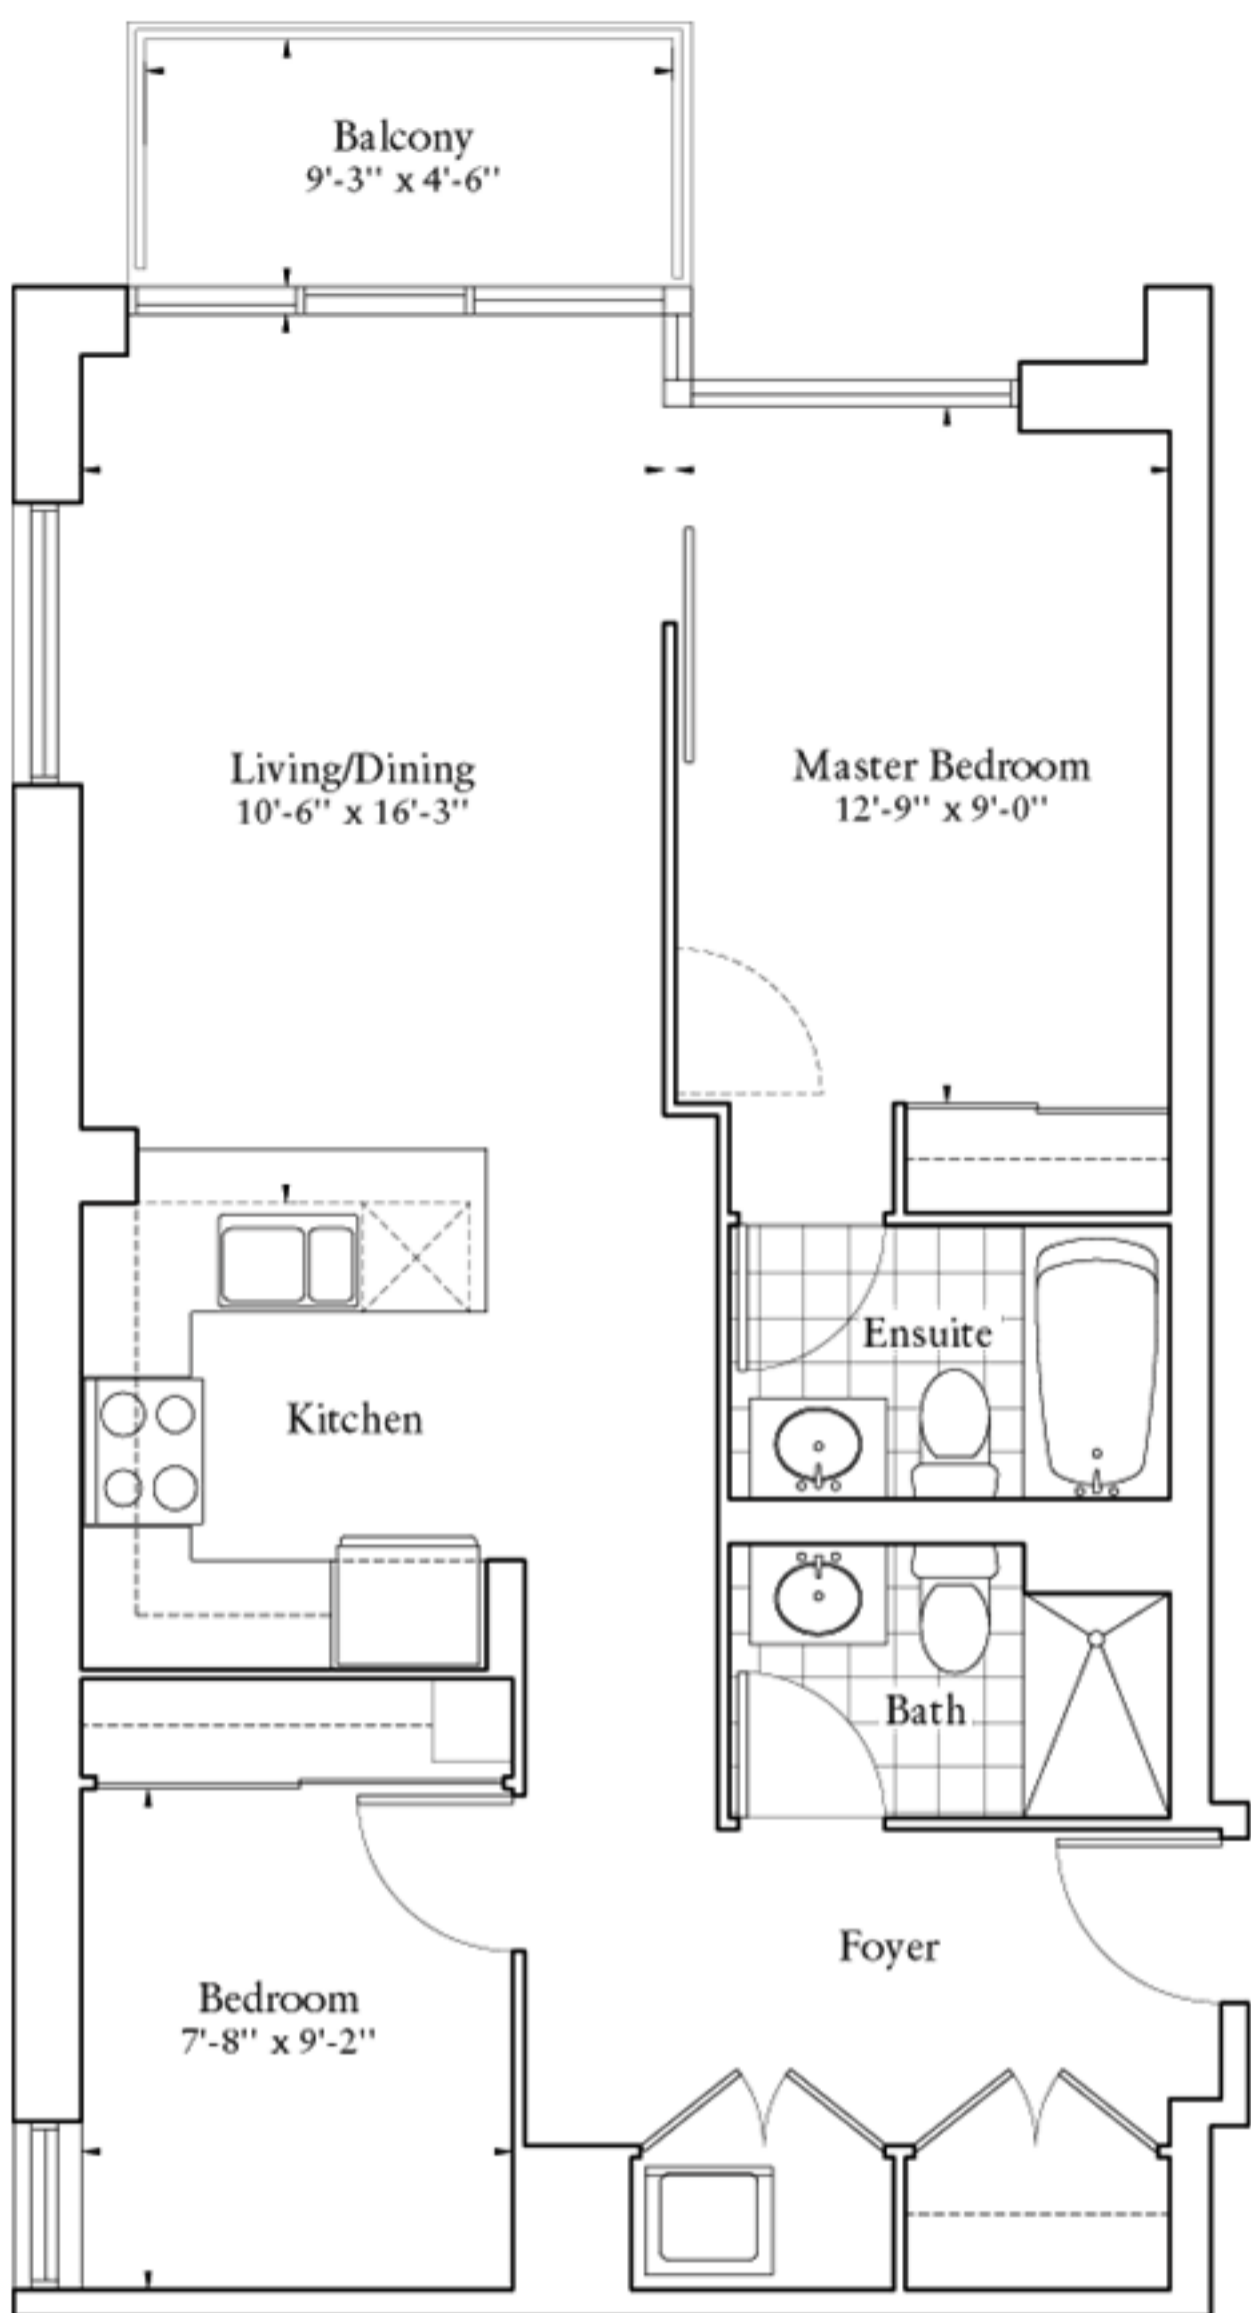 Balcony
9'-3" x 4'-6"
Living/Dining
10'-6" x 16'-3"
Master Bedroom
12'-9" x 9'-0"
Ensuite
Kitchen
Bath
Foyer
Bedroom
7'-8" x 9'-2"